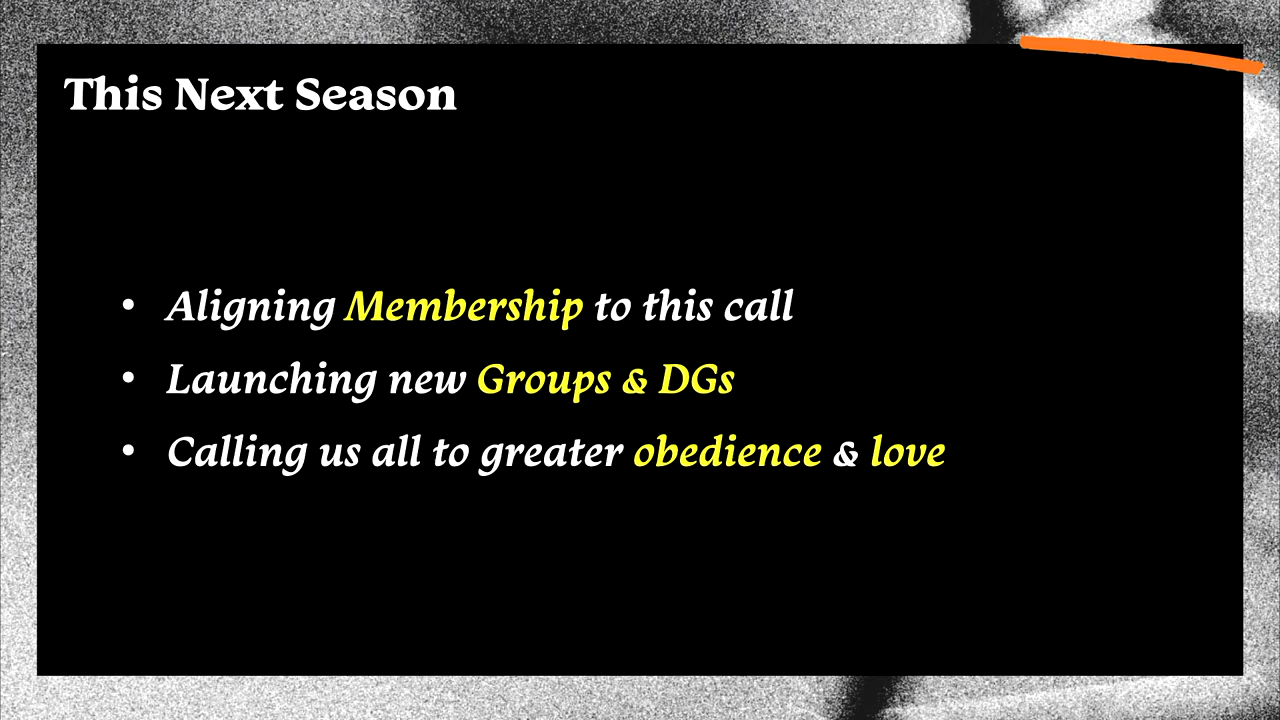 This Next Season
• Aligning Membership to this call
• Launching new Groups & DGs
• Calling us all to greater obedience & love